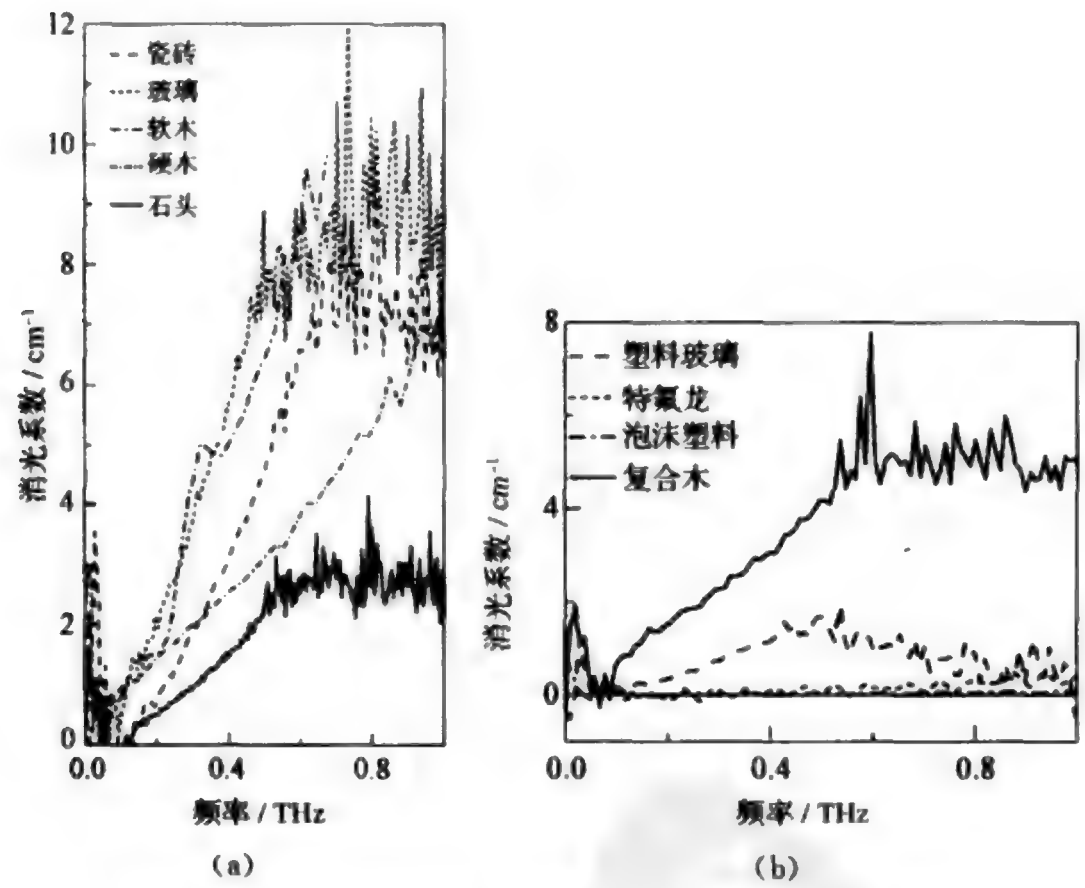 12
10
8
6
4
2
0
消光系数 / cm⁻¹
瓷砖
玻璃
软木
硬木
石头
0.0 0.4 0.8
频率 / THz
(a)
8
4
0
消光系数 / cm⁻¹
塑料玻璃
特氟龙
泡沫塑料
复合木
0.0 0.4 0.8
频率 / THz
(b)